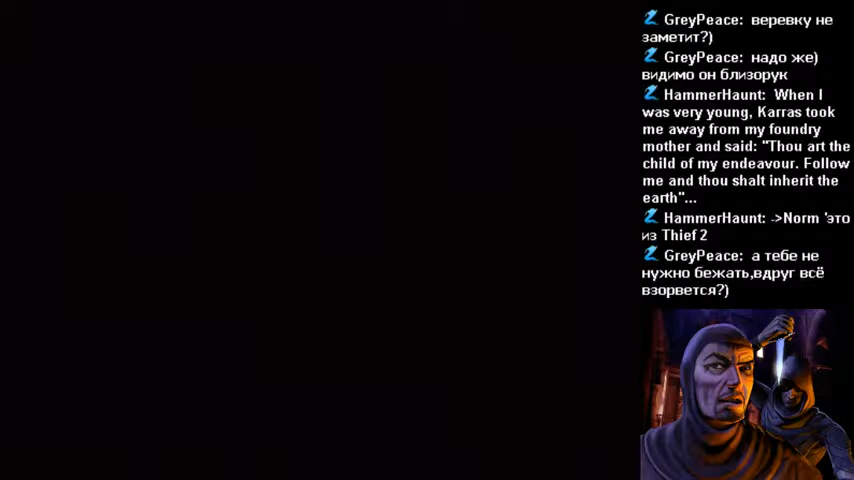 GreyPeace: веревку не
заметит?)
GreyPeace: надо же)
видимо он близорук
HammerHaunt: When I
was very young, Karras took
me away from my foundry
mother and said: "Thou art the
child of my endeavour. Follow
me and thou shalt inherit the
earth"...
HammerHaunt: ->Norm 'это
из Thief 2
GreyPeace: а тебе не
нужно бежать,вдруг всё
взорвется?)